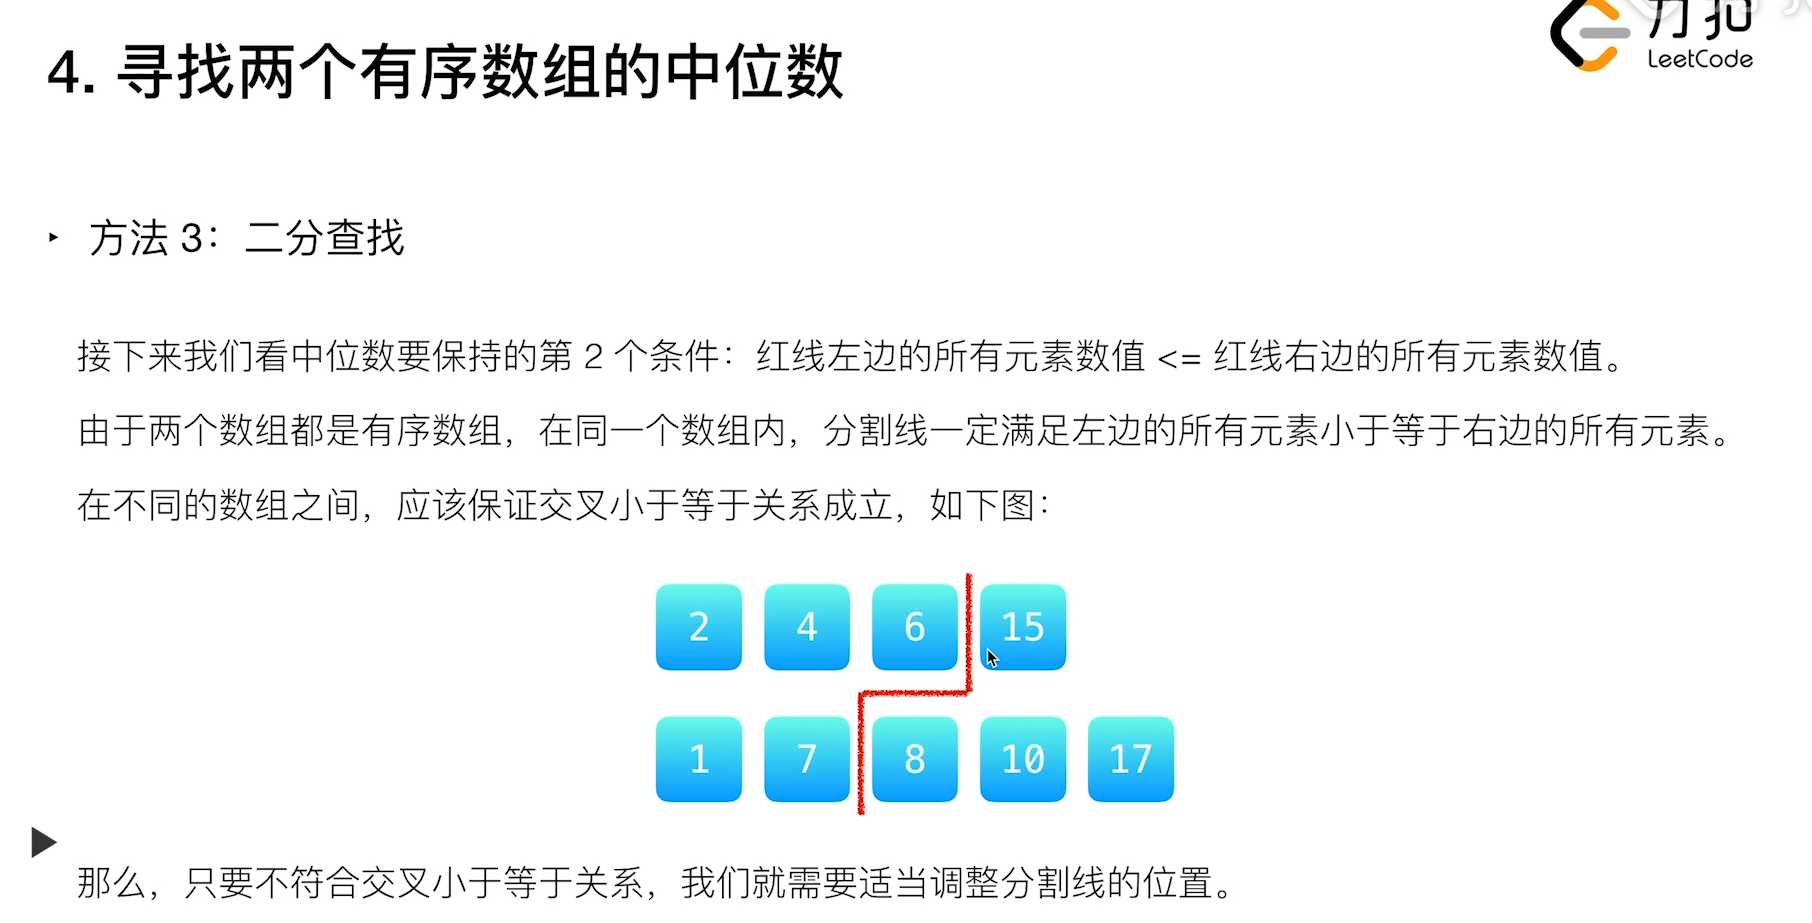 力扣
LeetCode
4. 寻找两个有序数组的中位数
‣ 方法 3：二分查找
接下来我们看中位数要保持的第 2 个条件：红线左边的所有元素数值 <= 红线右边的所有元素数值。
由于两个数组都是有序数组，在同一个数组内，分割线一定满足左边的所有元素小于等于右边的所有元素。
在不同的数组之间，应该保证交叉小于等于关系成立，如下图：
2 4 6 15
1 7 8 10 17
那么，只要不符合交叉小于等于关系，我们就需要适当调整分割线的位置。